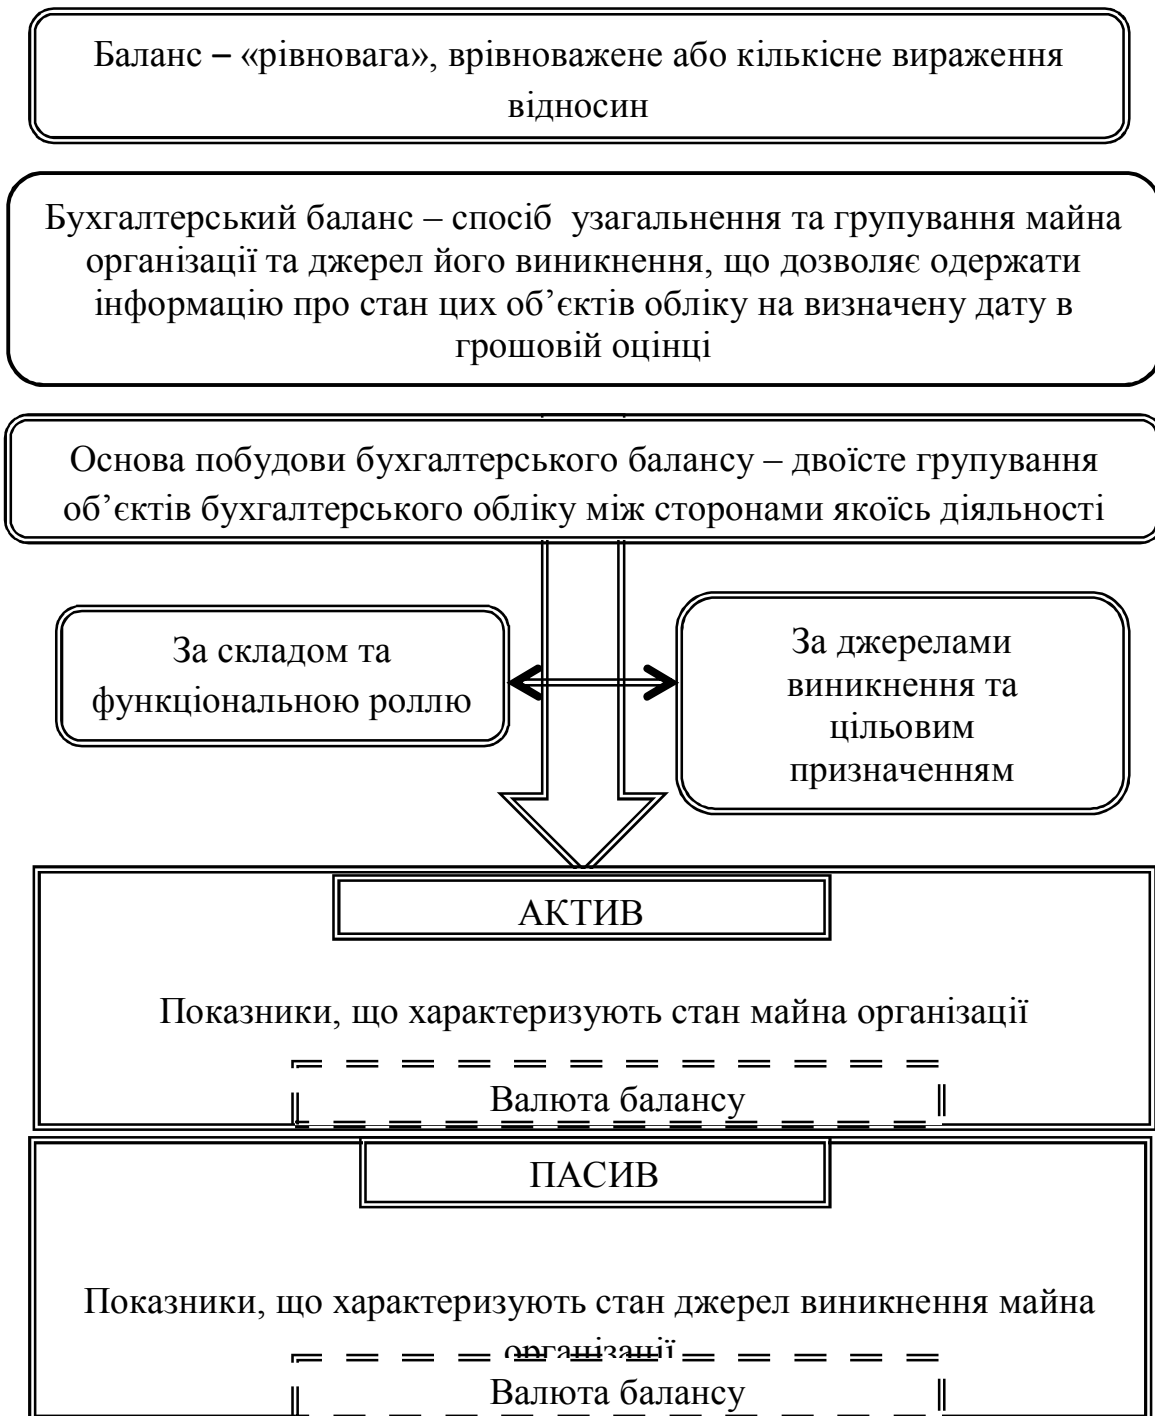 Баланс – «рівновага», врівноважене або кількісне вираження
відносин
Бухгалтерський баланс – спосіб узагальнення та групування майна
організації та джерел його виникнення, що дозволяє одержати
інформацію про стан цих об’єктів обліку на визначену дату в
грошовій оцінці
Основа побудови бухгалтерського балансу – двоїсте групування
об’єктів бухгалтерського обліку між сторонами якоїсь діяльності
За складом та
функціональною роллю
За джерелами
виникнення та
цільовим
призначенням
АКТИВ
Показники, що характеризують стан майна організації
Валюта балансу
ПАСИВ
Показники, що характеризують стан джерел виникнення майна
організації
Валюта балансу